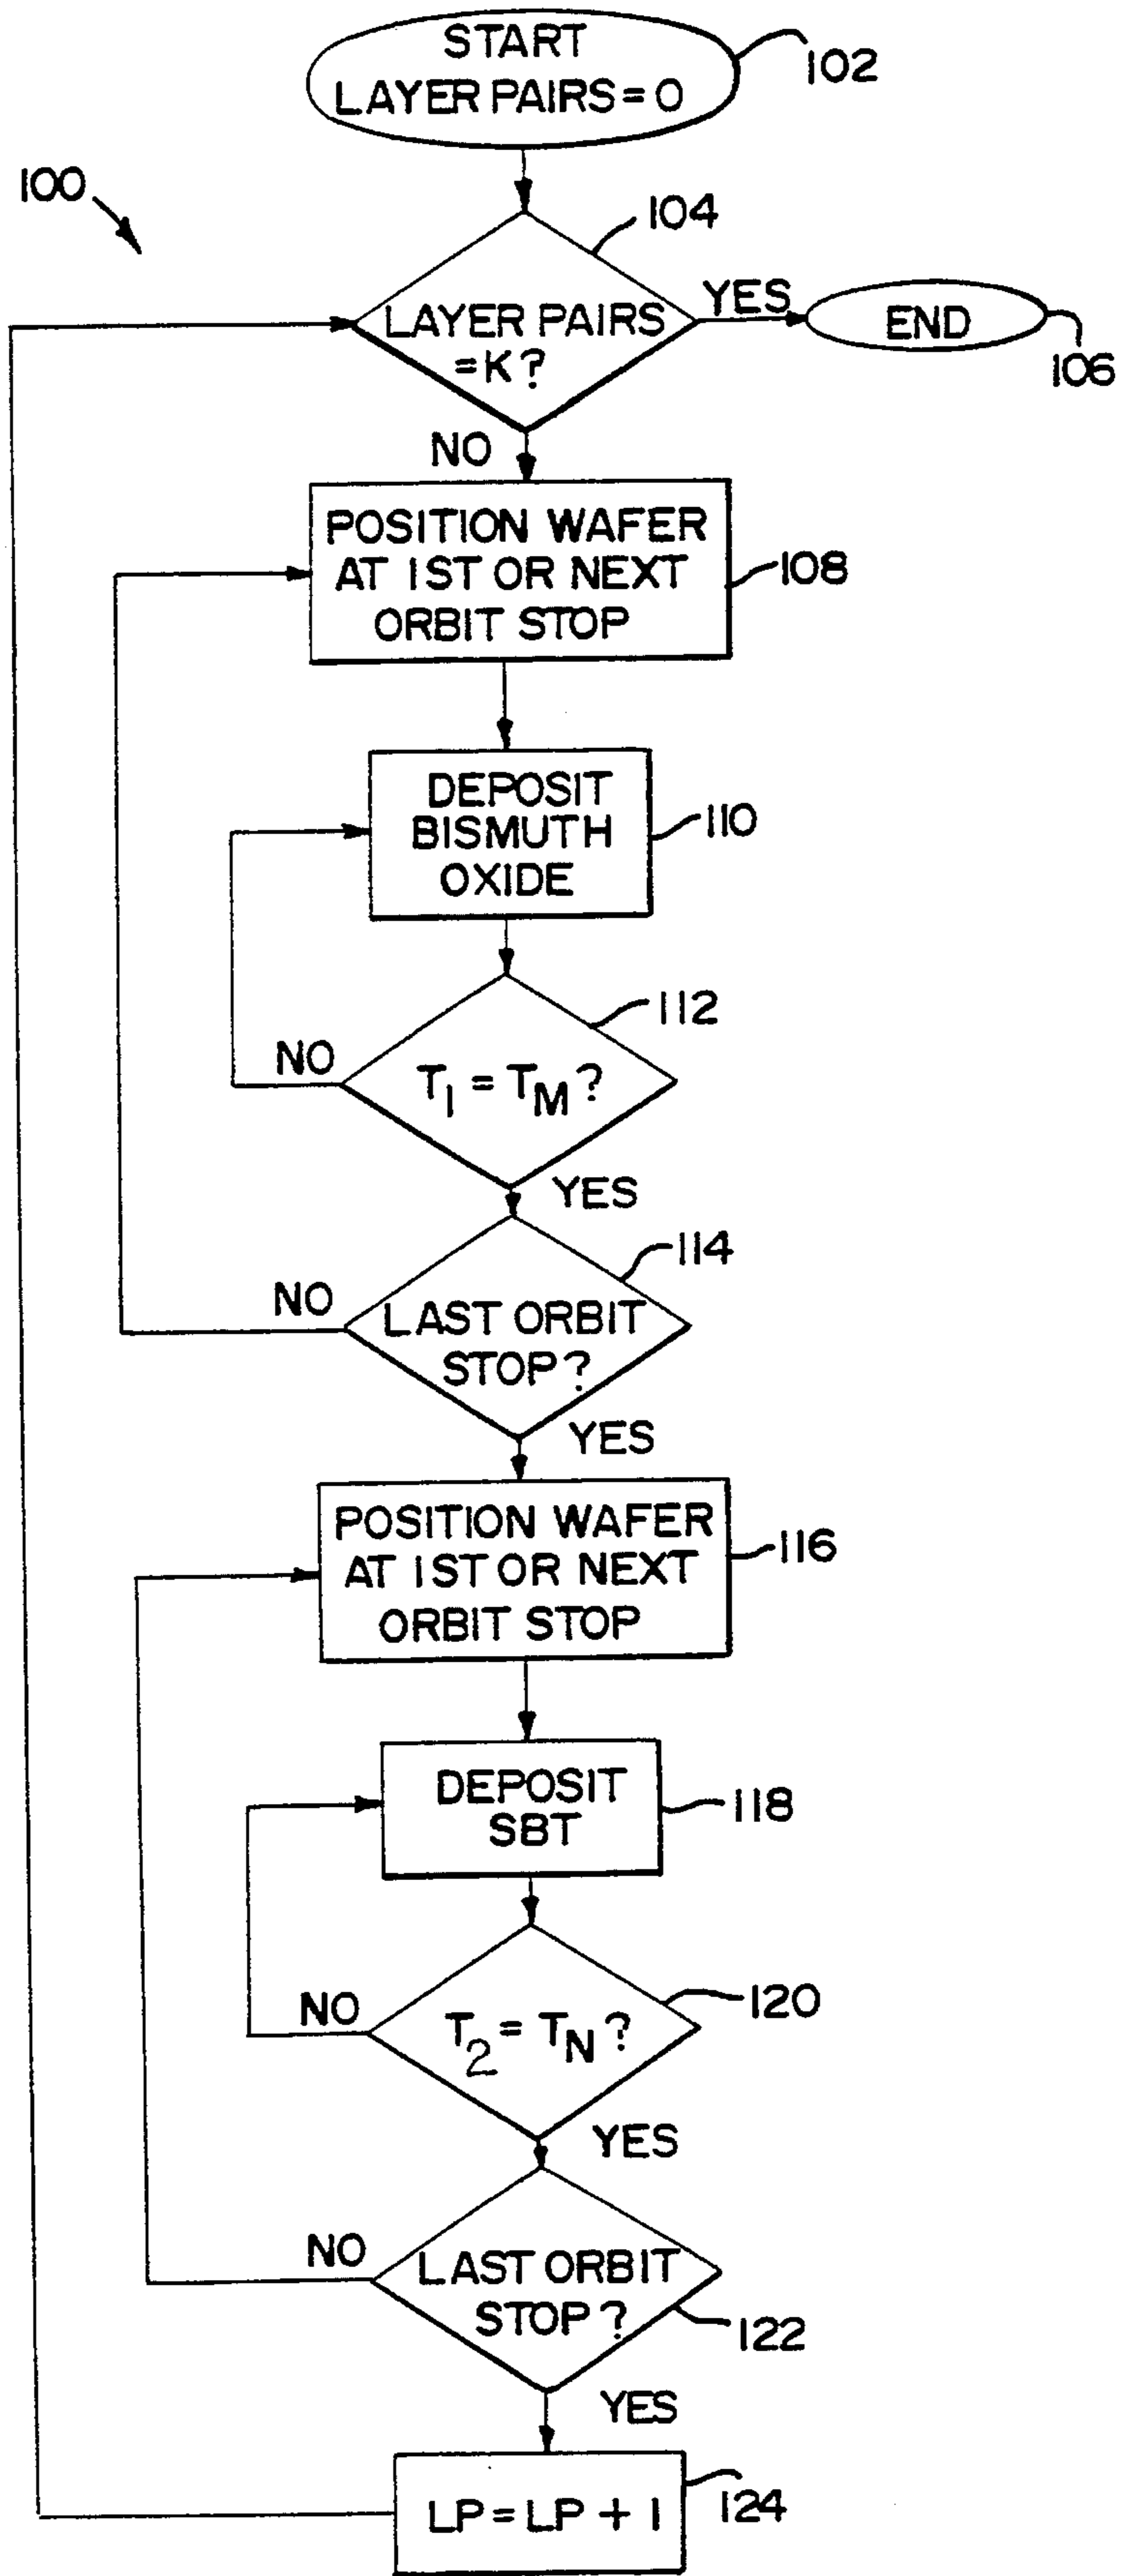 START
LAYER PAIRS = 0
102
100
104
LAYER PAIRS
= K?
YES
END
106
NO
POSITION WAFER
AT 1ST OR NEXT
ORBIT STOP
108
DEPOSIT
BISMUTH
OXIDE
110
112
NO
T1 = TM?
YES
114
NO
LAST ORBIT
STOP?
YES
POSITION WAFER
AT 1ST OR NEXT
ORBIT STOP
116
DEPOSIT
SBT
118
120
NO
T2 = TN?
YES
NO
LAST ORBIT
STOP?
122
YES
LP = LP + 1
124